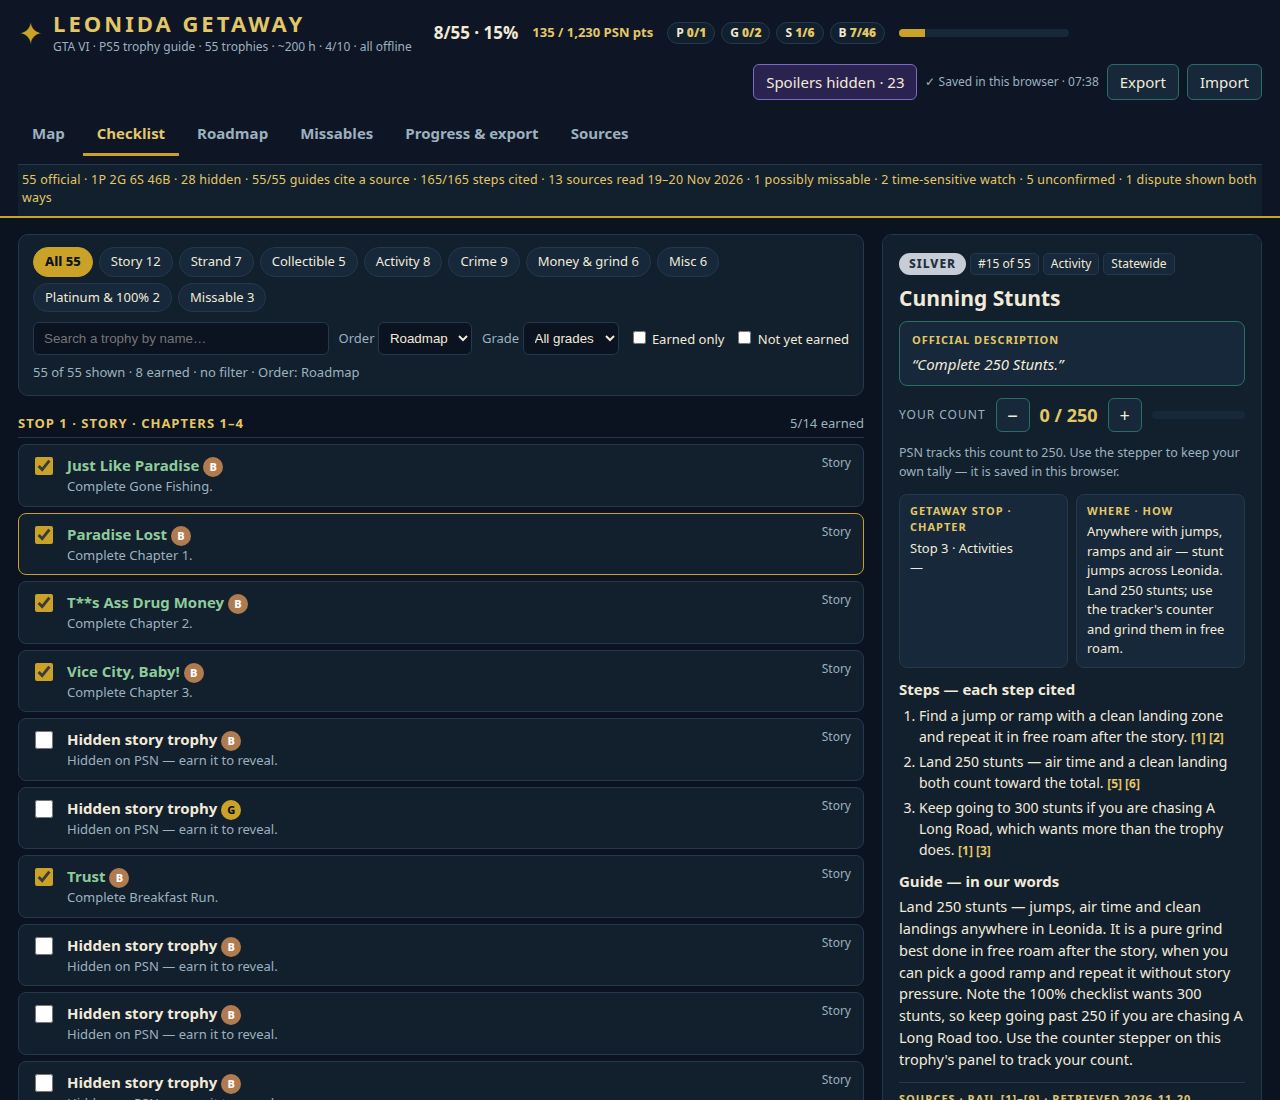 LEONIDA GETAWAY
GTA VI · PS5 trophy guide · 55 trophies · ~200 h · 4/10 · all offline
8/55 · 15%
135 / 1,230 PSN pts
P 0/1
G 0/2
S 1/6
B 7/46
Spoilers hidden · 23
✓ Saved in this browser · 07:38
Export
Import
Map
Checklist
Roadmap
Missables
Progress & export
Sources
55 official · 1P 2G 6S 46B · 28 hidden · 55/55 guides cite a source · 165/165 steps cited · 13 sources read 19–20 Nov 2026 · 1 possibly missable · 2 time-sensitive watch · 5 unconfirmed · 1 dispute shown both
ways
All 55
Story 12
Strand 7
Collectible 5
Activity 8
Crime 9
Money & grind 6
Misc 6
Platinum & 100% 2
Missable 3
Search a trophy by name…
Order
Roadmap
Grade
All grades
Earned only
Not yet earned
55 of 55 shown · 8 earned · no filter · Order: Roadmap
STOP 1 · STORY · CHAPTERS 1–4
5/14 earned
Just Like Paradise B
Story
Complete Gone Fishing.
Paradise Lost B
Story
Complete Chapter 1.
T**s Ass Drug Money B
Story
Complete Chapter 2.
Vice City, Baby! B
Story
Complete Chapter 3.
Hidden story trophy B
Story
Hidden on PSN — earn it to reveal.
Hidden story trophy G
Story
Hidden on PSN — earn it to reveal.
Trust B
Story
Complete Breakfast Run.
Hidden story trophy B
Story
Hidden on PSN — earn it to reveal.
Hidden story trophy B
Story
Hidden on PSN — earn it to reveal.
Hidden story trophy B
Story
SILVER
#15 of 55
Activity
Statewide
Cunning Stunts
OFFICIAL DESCRIPTION
“Complete 250 Stunts.”
YOUR COUNT
−
0 / 250
+
PSN tracks this count to 250. Use the stepper to keep your
own tally — it is saved in this browser.
GETAWAY STOP ·
CHAPTER
Stop 3 · Activities
—
WHERE · HOW
Anywhere with jumps,
ramps and air — stunt
jumps across Leonida.
Land 250 stunts; use
the tracker's counter
and grind them in free
roam.
Steps — each step cited
1. Find a jump or ramp with a clean landing zone
and repeat it in free roam after the story. [1] [2]
2. Land 250 stunts — air time and a clean landing
both count toward the total. [5] [6]
3. Keep going to 300 stunts if you are chasing A
Long Road, which wants more than the trophy
does. [1] [3]
Guide — in our words
Land 250 stunts — jumps, air time and clean
landings anywhere in Leonida. It is a pure grind
best done in free roam after the story, when you
can pick a good ramp and repeat it without story
pressure. Note the 100% checklist wants 300
stunts, so keep going past 250 if you are chasing A
Long Road too. Use the counter stepper on this
trophy's panel to track your count.
SOURCES · RAIL [1]–[9] · RETRIEVED 2026-11-20